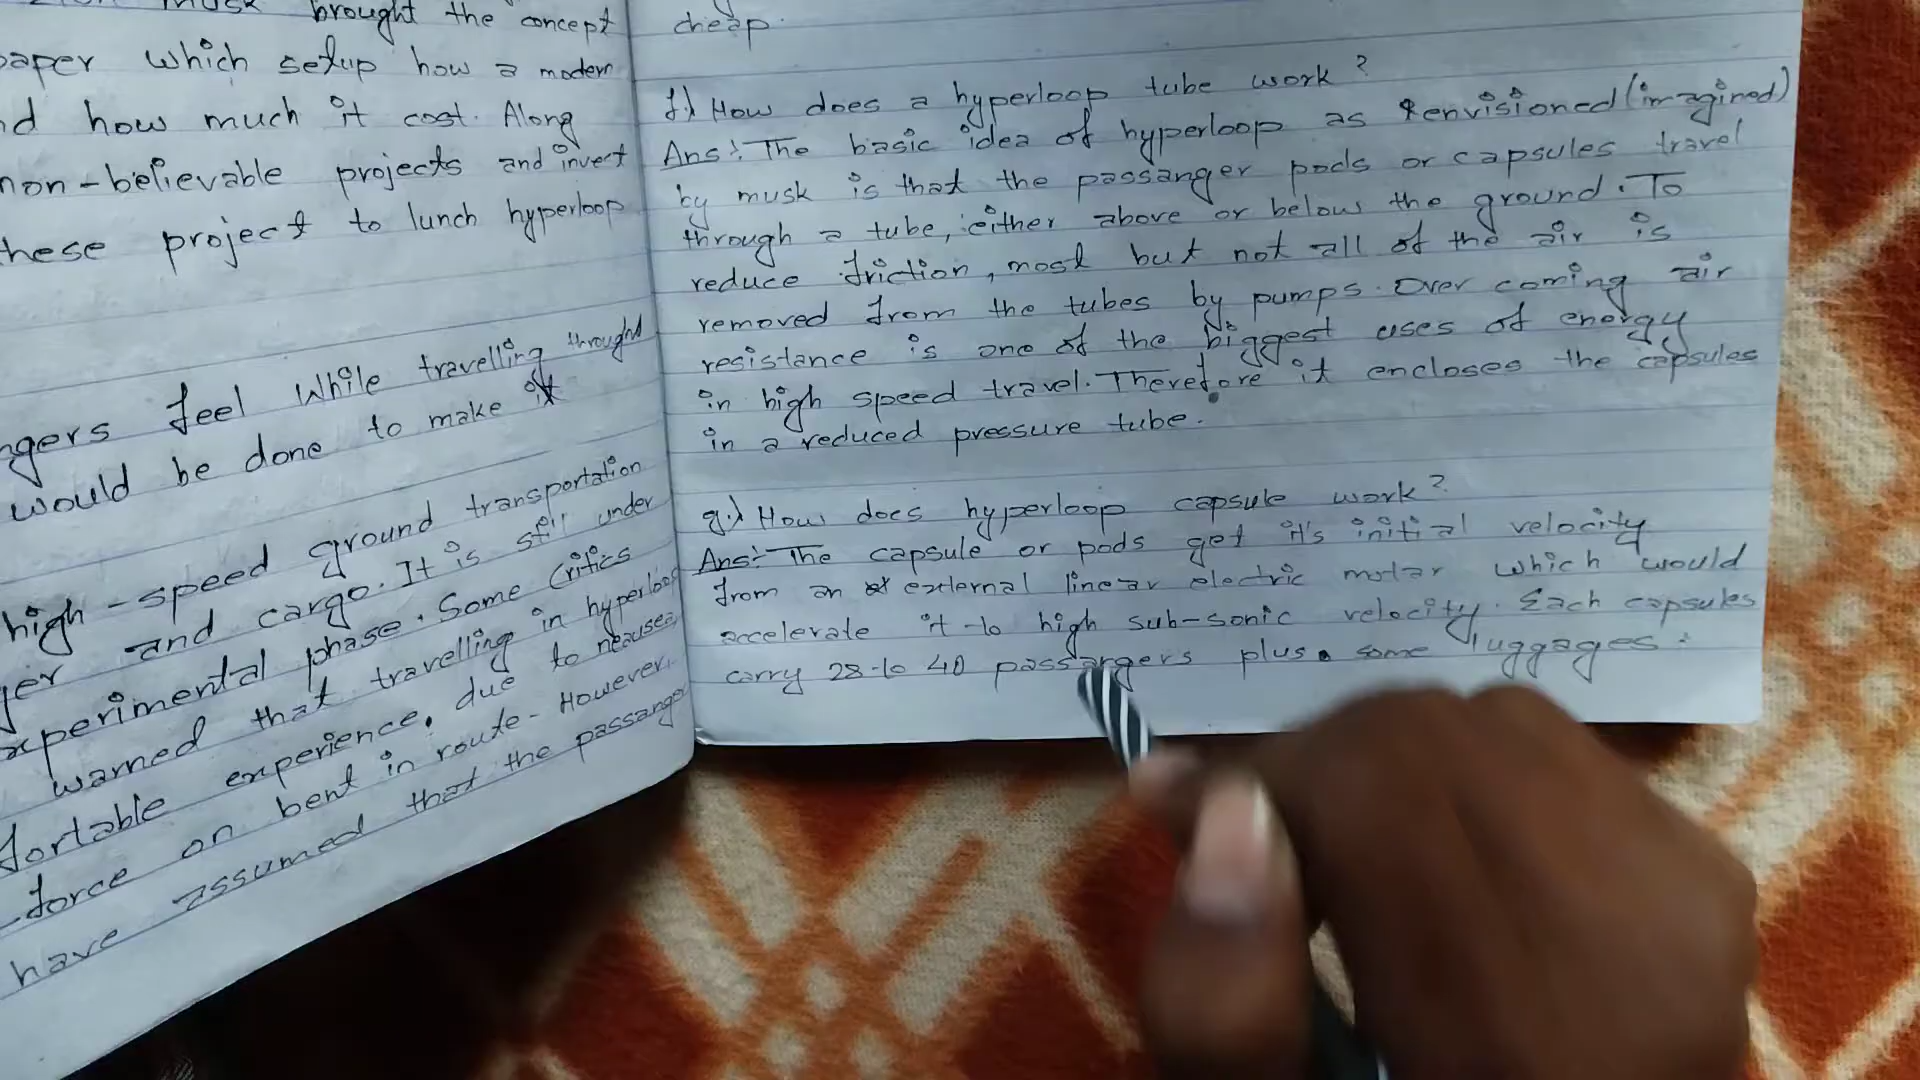 musk brought the concept
paper which setup how a modern
nd how much it cost. Along
non-believable projects and invest
these project to lunch hyperloop
ngers feel while travelling throught
would be done to make it
high-speed ground transportation
ger and cargo. It is still under
experimental phase. Some Critics
warned that travelling in hyperloop
fortable experience, due to neausea,
force on bent in route. However,
have assumed that the passanger
cheap.
f) How does a hyperloop tube work?
Ans:- The basic idea of hyperloop as envisioned (imagined)
by musk is that the passanger pods or capsules travel
through a tube, either above or below the ground. To
reduce friction, most but not all of the air is
removed from the tubes by pumps. Over coming air
resistance is one of the biggest uses of energy
in high speed travel. Therefore it encloses the capsules
in a reduced pressure tube.
g.) How does hyperloop capsule work?
Ans:- The capsule or pods get it's initial velocity
from an external linear electric motar which would
accelerate it to high sub-sonic velocity. Each capsules
carry 28 to 40 passangers plus some luggages.